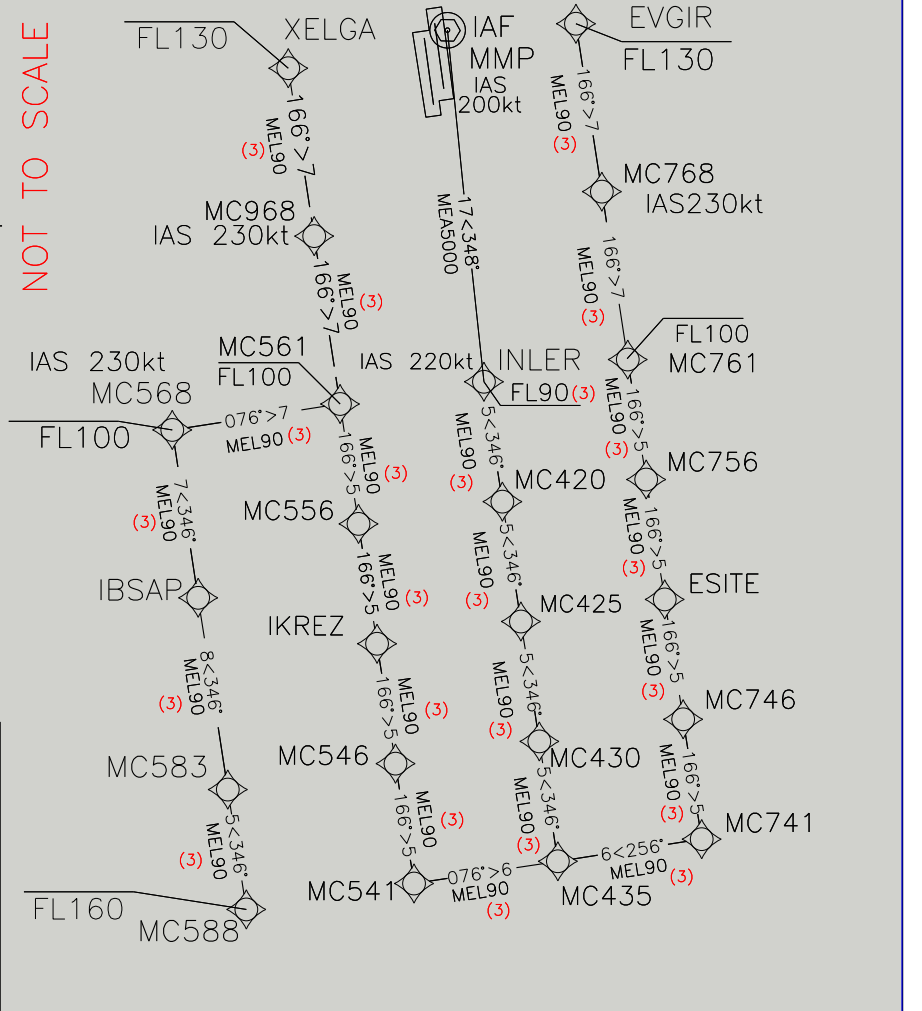 NOT TO SCALE
FL130
XELGA
166°>7
MEL90
(3)
MC968
IAS 230kt
166°>7
MEL90
(3)
MC561
FL100
IAS 230kt
MC568
FL100
076°>7
MEL90 (3)
7<346°
MEL90
(3)
IBSAP
8<346°
MEL90
(3)
MC583
5<346°
MEL90
(3)
FL160
MC588
166°>5
MEL90
(3)
MC556
166°>5
MEL90
(3)
IKREZ
166°>5
MEL90
(3)
MC546
166°>5
MEL90
(3)
MC541
076°>6
MEL90
(3)
IAF
MMP
IAS
200kt
17<348°
MEA5000
IAS 220kt
INLER
FL90(3)
5<346°
MEL90
(3)
MC420
5<346°
MEL90
(3)
MC425
5<346°
MEL90
(3)
MC430
5<346°
MEL90
(3)
MC435
EVGIR
FL130
166°>7
MEL90
(3)
MC768
IAS230kt
166°>7
MEL90
(3)
FL100
MC761
166°>5
MEL90
(3)
MC756
166°>5
MEL90
(3)
ESITE
166°>5
MEL90
(3)
MC746
166°>5
MEL90
(3)
MC741
6<256°
MEL90
(3)